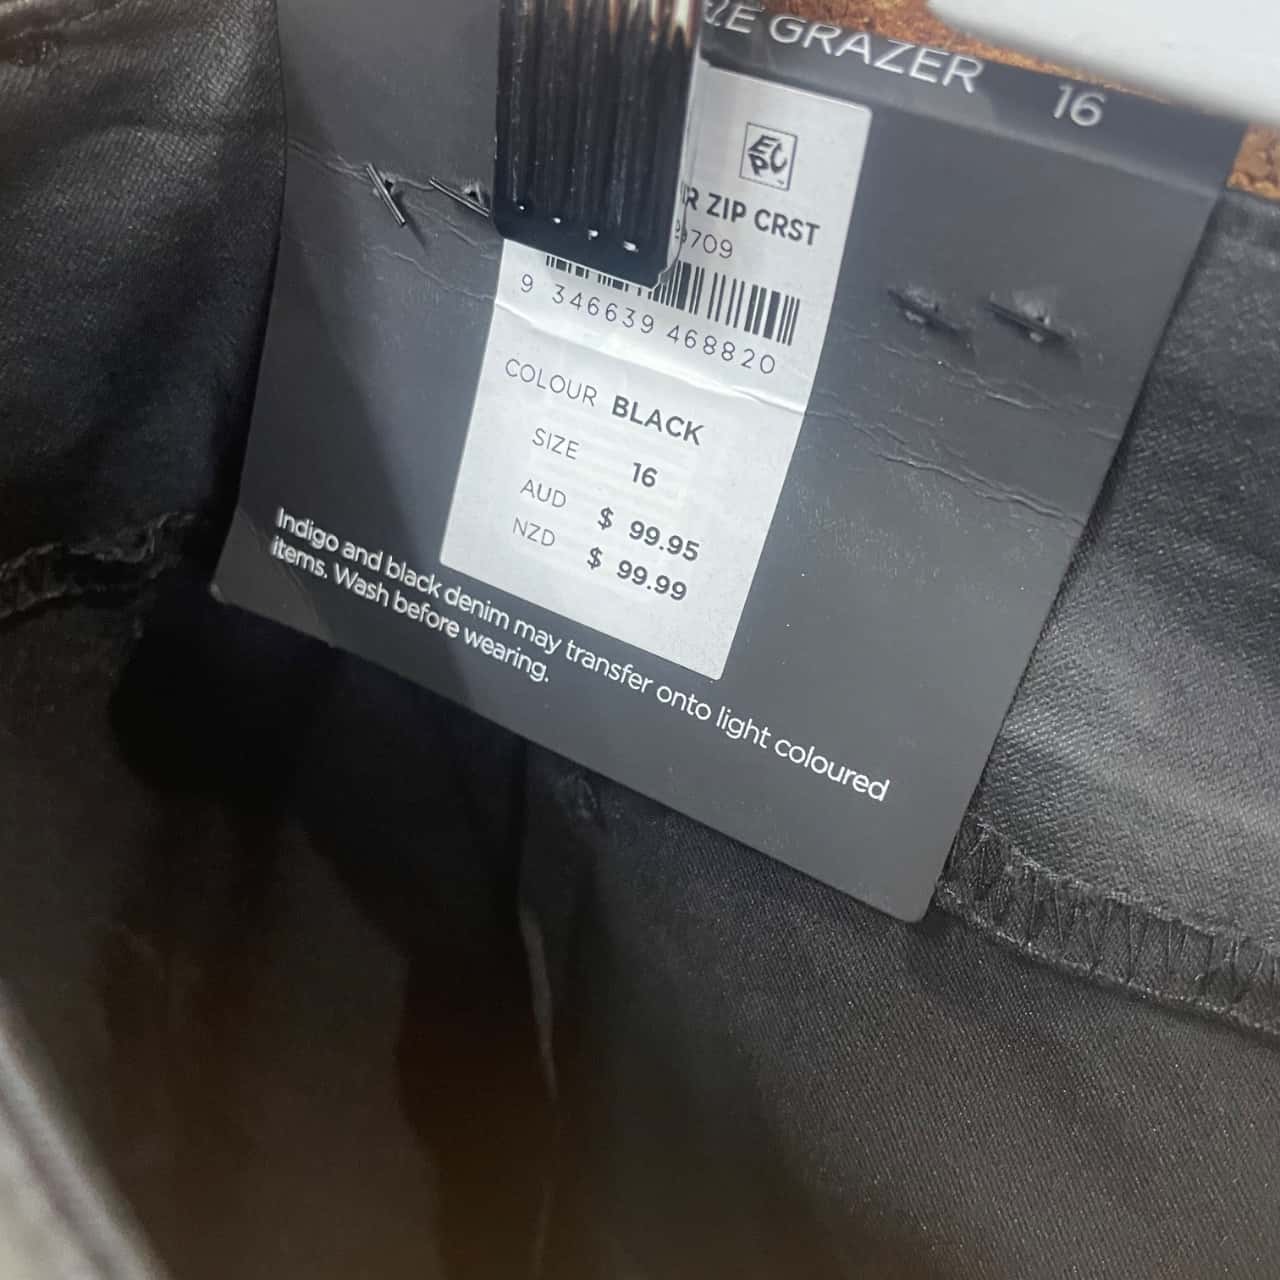 GRAZER 16
ZIP CRST
709
9 346639 468820
COLOUR BLACK
SIZE 16
AUD $ 99.95
NZD $ 99.99
Indigo and black denim may transfer onto light coloured
items. Wash before wearing.